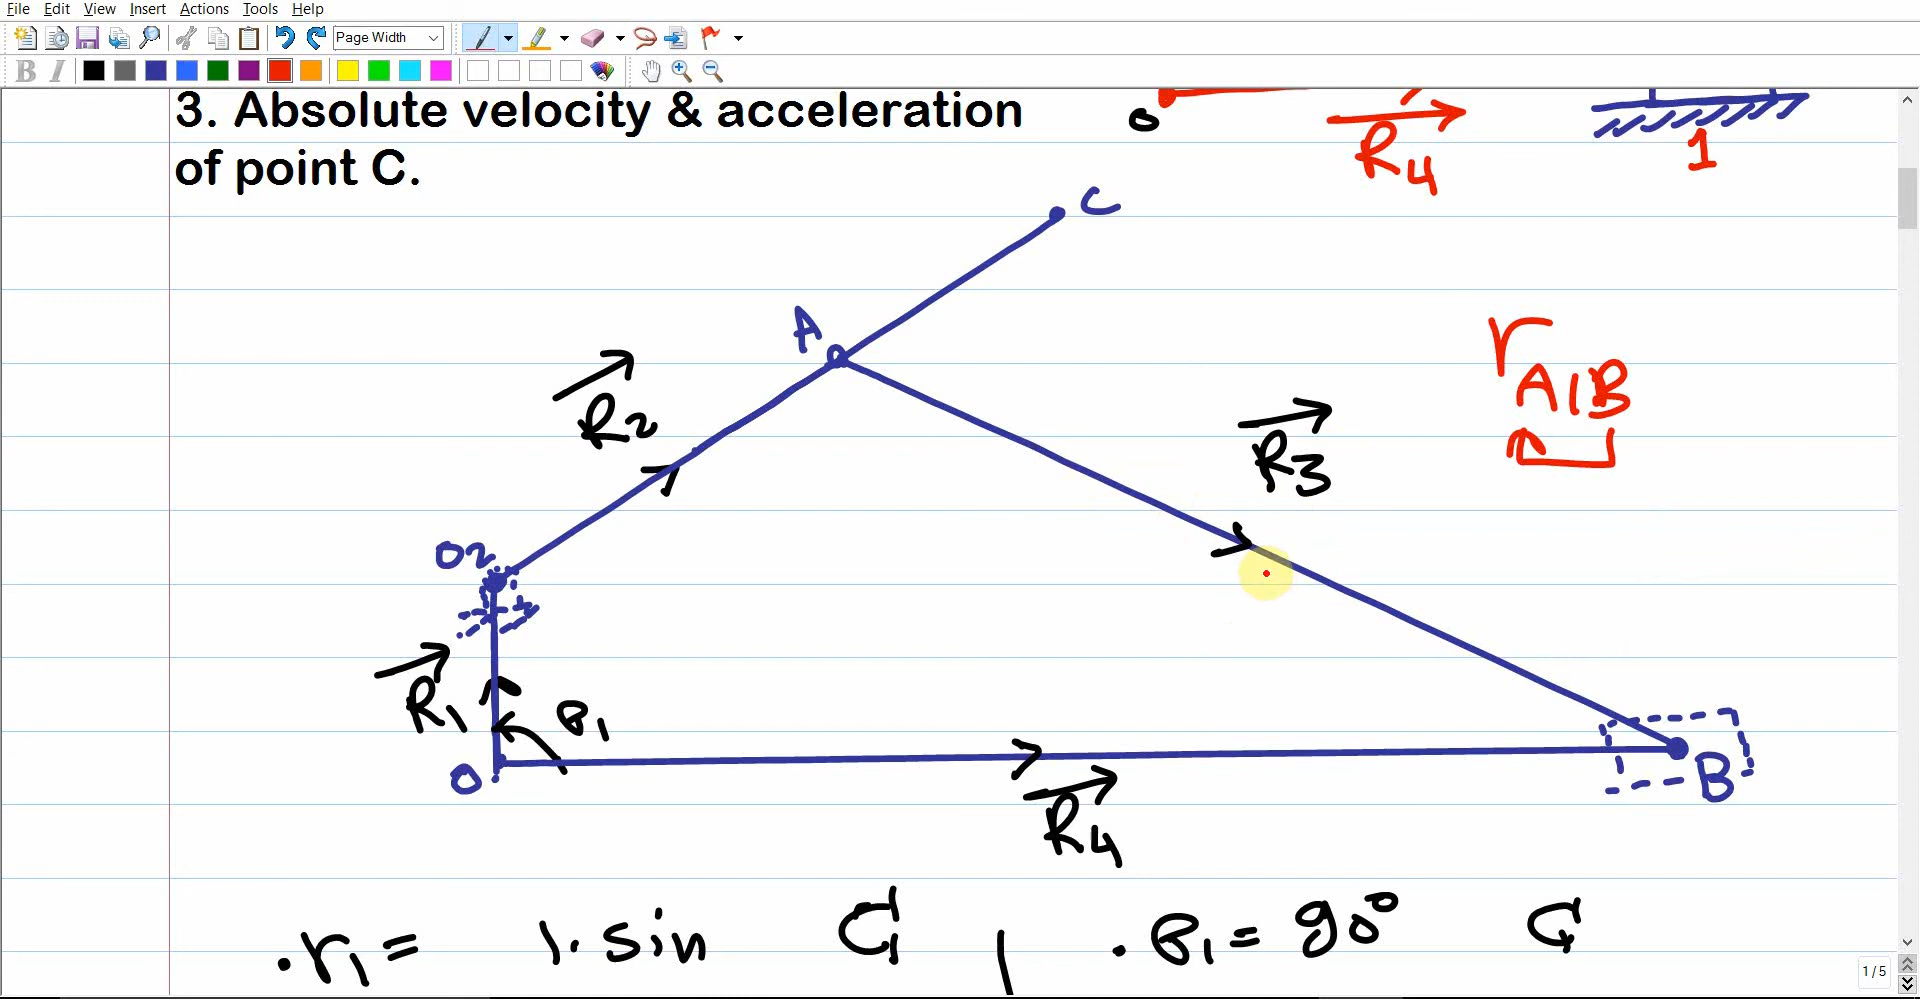 File Edit View Insert Actions Tools Help
Page Width
B I
3. Absolute velocity & acceleration
of point C.
O
R4
1
C
A
R2
rA/B
R3
O2
R1
θ1
O
R4
B
.r1 = 1.5in C , .θ1 = 90° C
1 / 5